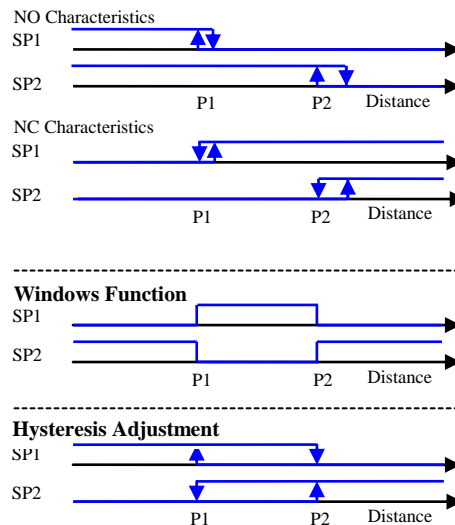 NO Characteristics
SP1
SP2
P1 P2 Distance
NC Characteristics
SP1
SP2
P1 P2 Distance
Windows Function
SP1
SP2
P1 P2 Distance
Hysteresis Adjustment
SP1
SP2
P1 P2 Distance